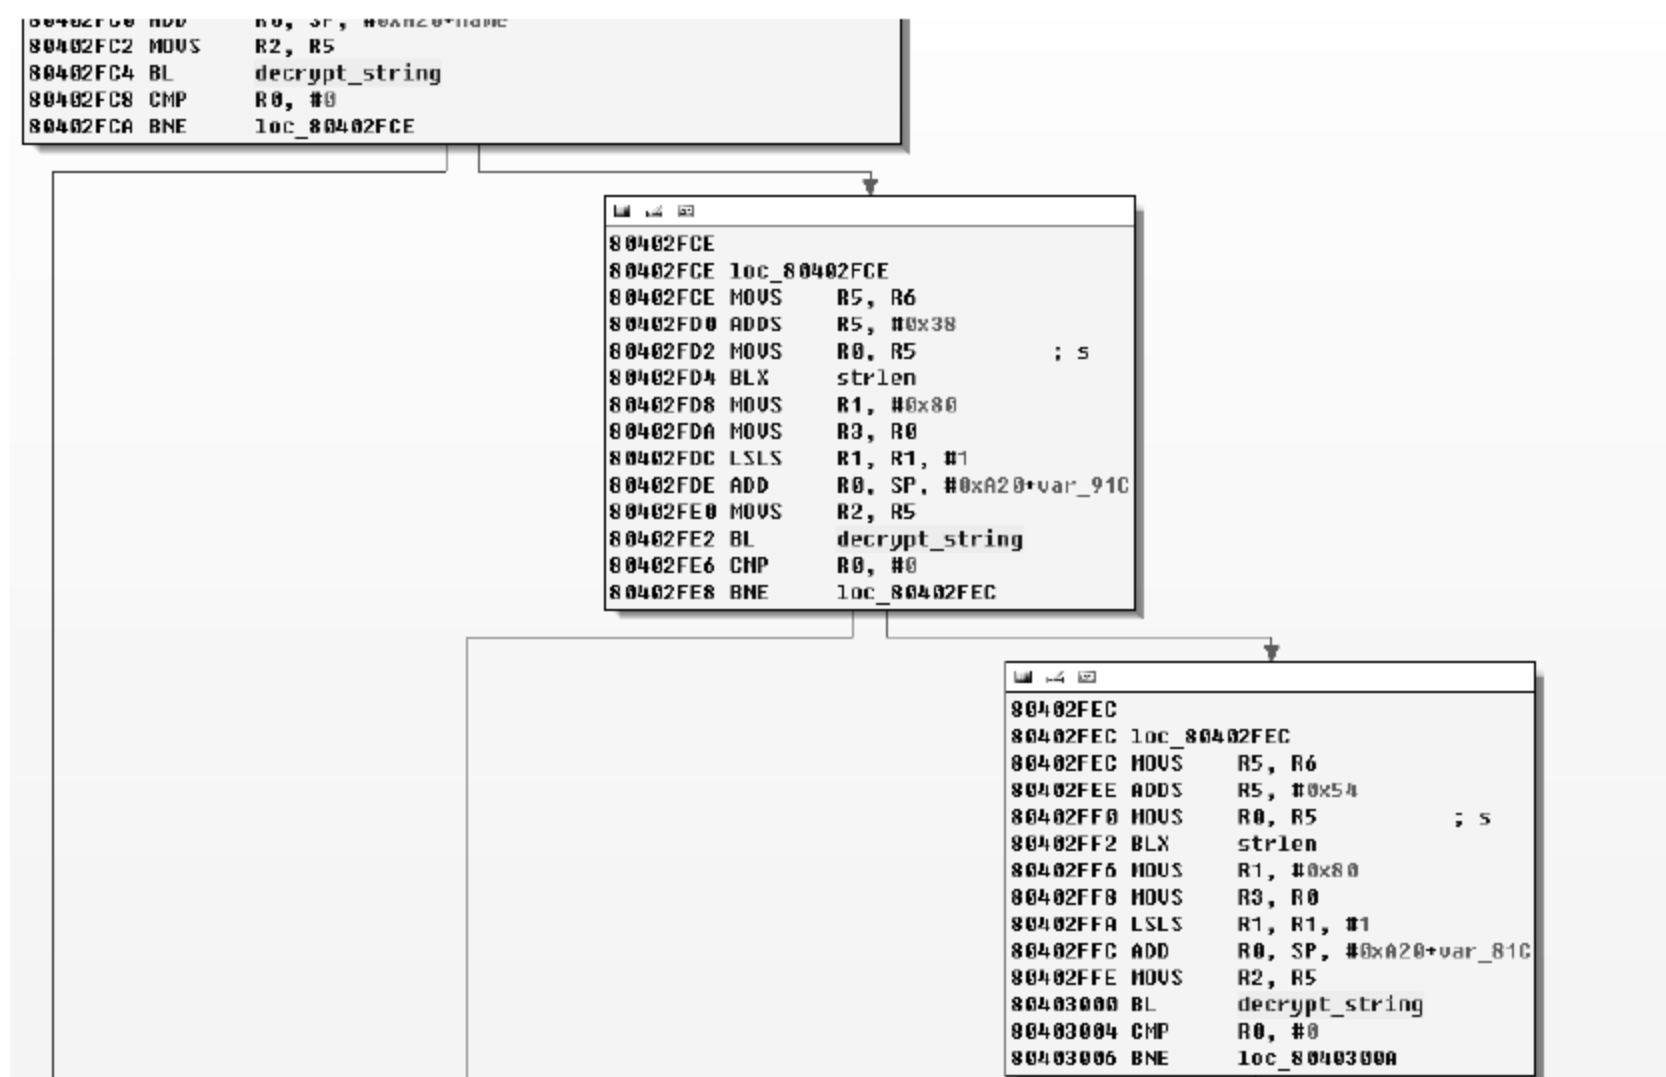 80402FC0 ADD R0, SP, #0xA20+name
80402FC2 MOVS R2, R5
80402FC4 BL decrypt_string
80402FC8 CMP R0, #0
80402FCA BNE loc_80402FCE
80402FCE
80402FCE loc_80402FCE
80402FCE MOVS R5, R6
80402FD0 ADDS R5, #0x38
80402FD2 MOVS R0, R5 ; s
80402FD4 BLX strlen
80402FD8 MOVS R1, #0x80
80402FDA MOVS R3, R0
80402FDC LSLS R1, R1, #1
80402FDE ADD R0, SP, #0xA20+var_91C
80402FE0 MOVS R2, R5
80402FE2 BL decrypt_string
80402FE6 CMP R0, #0
80402FE8 BNE loc_80402FEC
80402FEC
80402FEC loc_80402FEC
80402FEC MOVS R5, R6
80402FEE ADDS R5, #0x54
80402FF0 MOVS R0, R5 ; s
80402FF2 BLX strlen
80402FF6 MOVS R1, #0x80
80402FF8 MOVS R3, R0
80402FFA LSLS R1, R1, #1
80402FFC ADD R0, SP, #0xA20+var_81C
80402FFE MOVS R2, R5
80403000 BL decrypt_string
80403004 CMP R0, #0
80403006 BNE loc_8040300A